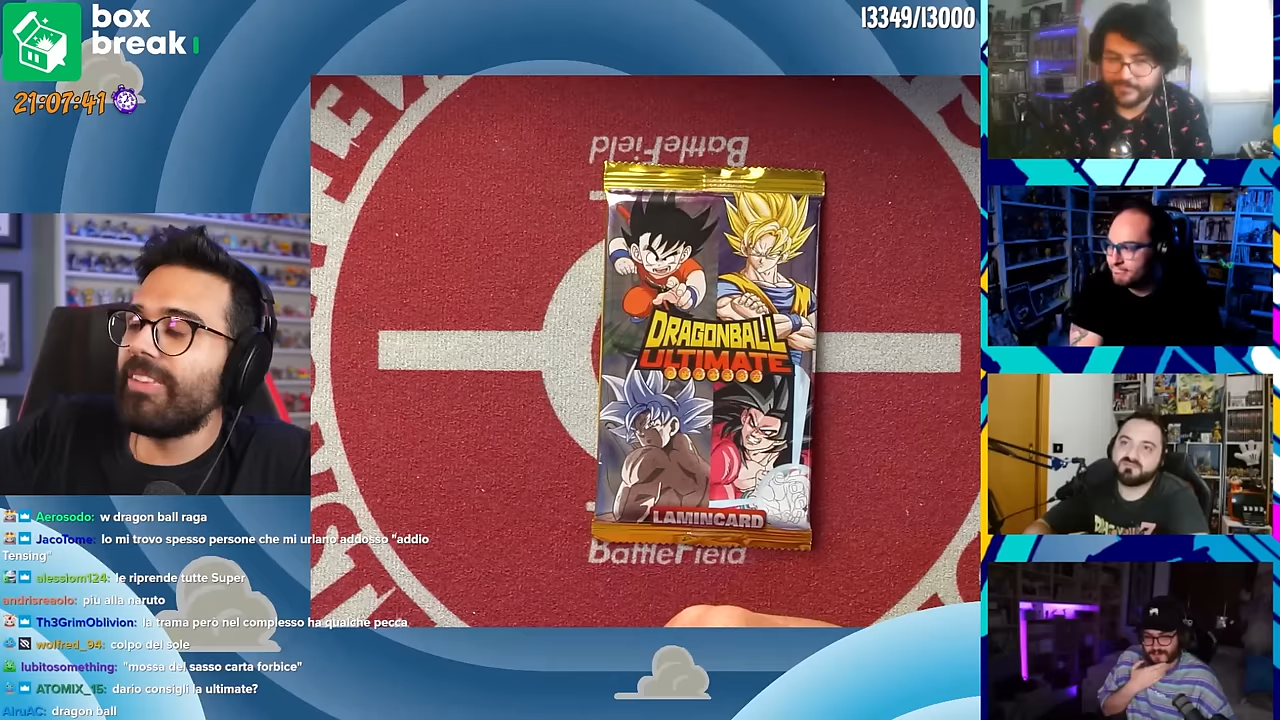 box
break
13349/13000
21:07:41
BattleField
DRAGONBALL
ULTIMATE
LAMINCARD
BattleField
Aerosodo: w dragon ball raga
JacoTome: Io mi trovo spesso persone che mi urlano addosso "addio
Tensing"
alessiom124: le riprende tutte Super
andrisreaolo: più alla naruto
Th3GrimOblivion: la trama però nel complesso ha qualche pecca
wolfred_94: colpo del sole
lubitosomething: "mossa del sasso carta forbice"
ATOMIX_15: dario consigli la ultimate?
AlruAC: dragon ball